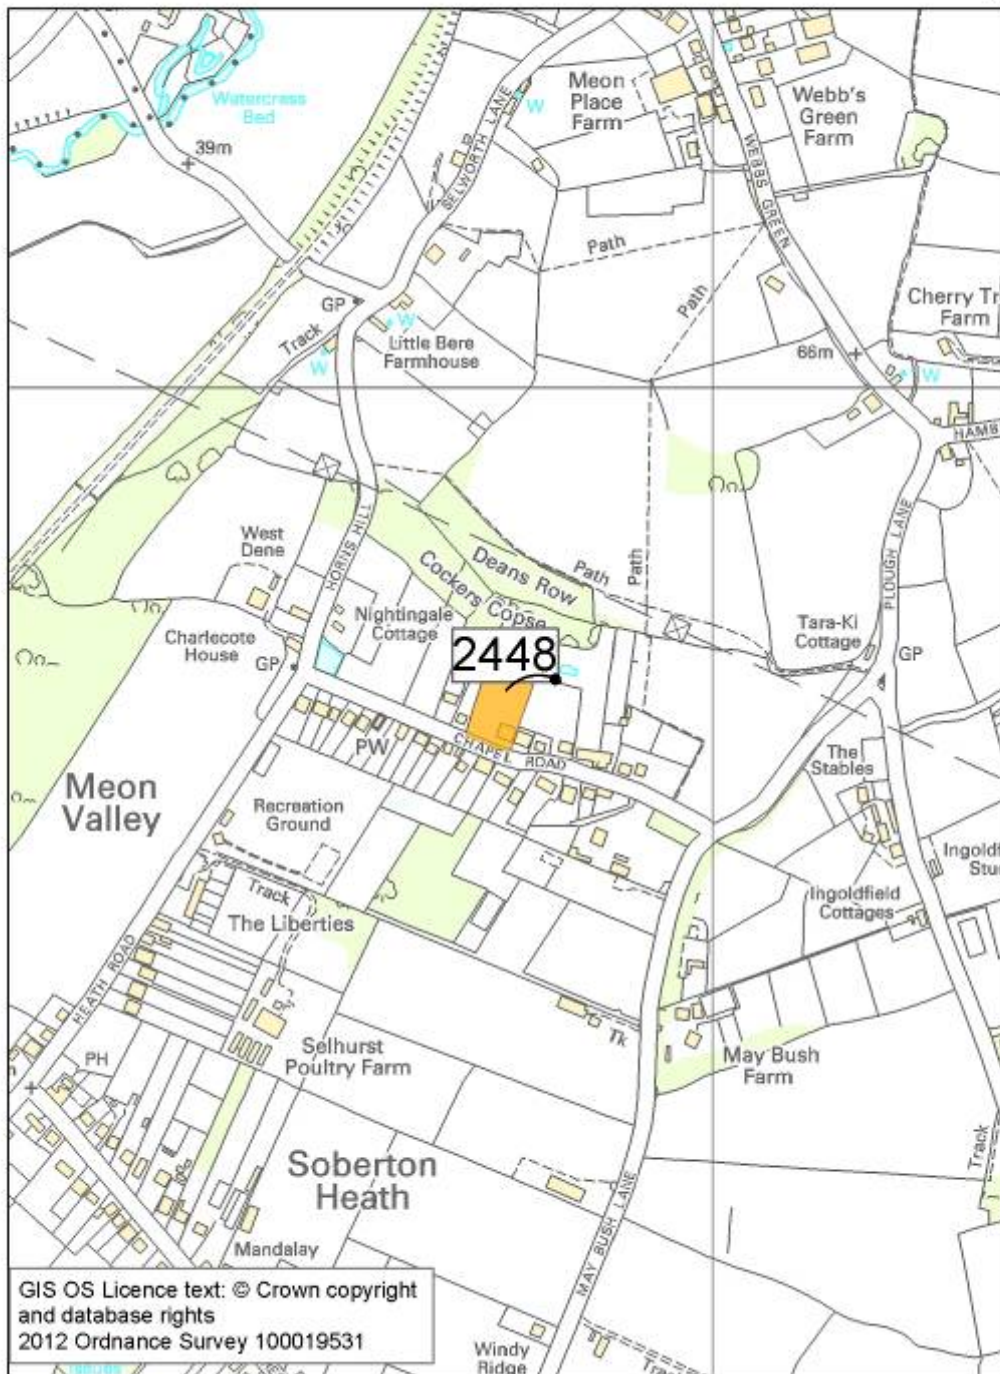 Watercress
Bed
39m
SELWORTH LANE
W
Meon
Place
Farm
Webb's
Green
Farm
WEBBS GREEN
Path
Path
GP
Track
W
W
Little Bere
Farmhouse
Cherry Tr
Farm
66m
W
HAMB
West
Dene
HORNS HILL
Deans Row
Cockers Copse
Path
Path
PLOUGH LANE
Nightingale
Cottage
Charlecote
House
GP
2448
Tara-Ki
Cottage
GP
PW
CHAPEL ROAD
Meon
Valley
Recreation
Ground
The
Stables
Track
The Liberties
Ingoldfield
Cottages
Ingoldf
Stu
HEATH ROAD
PH
Selhurst
Poultry Farm
Tk
May Bush
Farm
Track
Soberton
Heath
MAY BUSH LANE
Mandalay
GIS OS Licence text: © Crown copyright
and database rights
2012 Ordnance Survey 100019531
Windy
Ridge